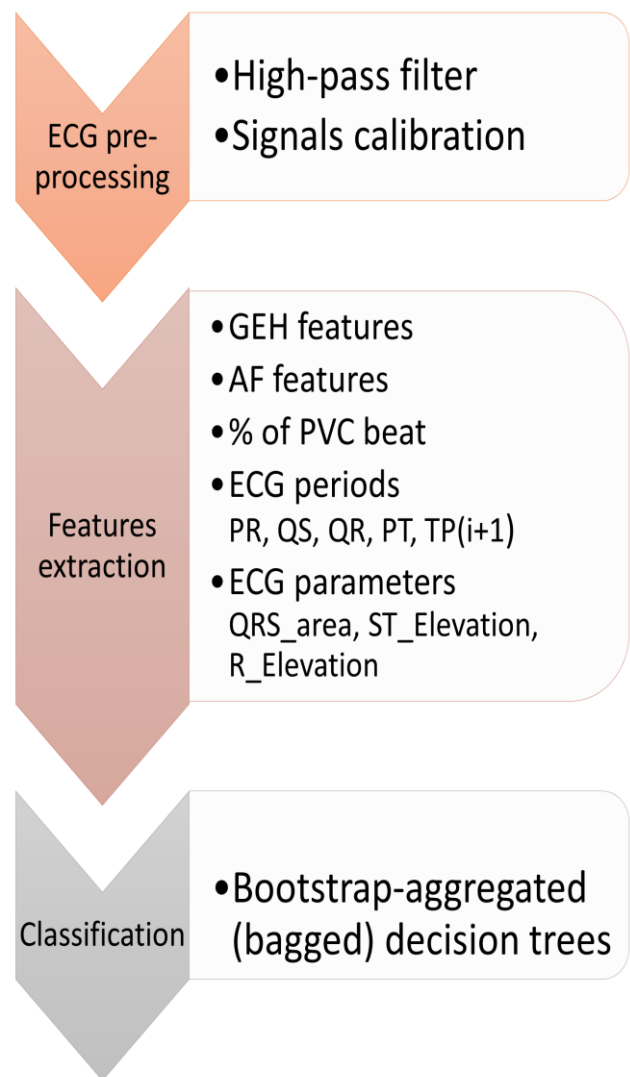 ECG pre-
processing
•High-pass filter
•Signals calibration
Features
extraction
•GEH features
•AF features
•% of PVC beat
•ECG periods
PR, QS, QR, PT, TP(i+1)
•ECG parameters
QRS_area, ST_Elevation,
R_Elevation
Classification
•Bootstrap-aggregated
(bagged) decision trees